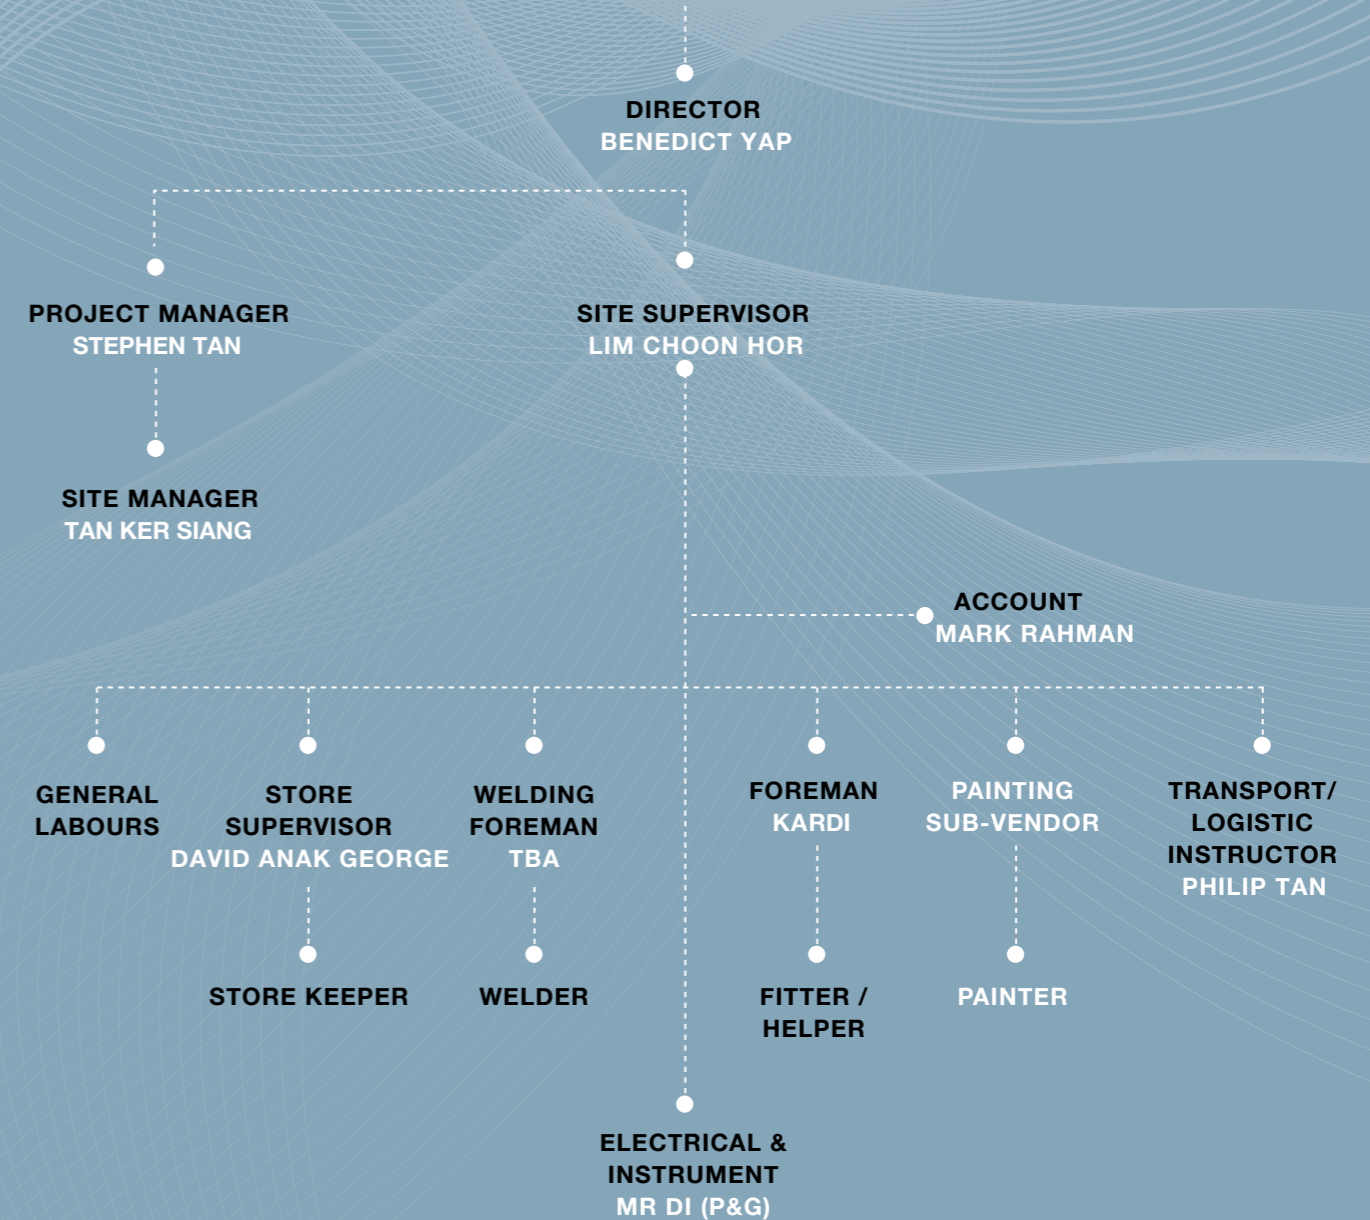 DIRECTOR
BENEDICT YAP
PROJECT MANAGER
STEPHEN TAN
SITE SUPERVISOR
LIM CHOON HOR
SITE MANAGER
TAN KER SIANG
ACCOUNT
MARK RAHMAN
GENERAL
LABOURS
STORE
SUPERVISOR
DAVID ANAK GEORGE
WELDING
FOREMAN
TBA
FOREMAN
KARDI
PAINTING
SUB-VENDOR
TRANSPORT/
LOGISTIC
INSTRUCTOR
PHILIP TAN
STORE KEEPER
WELDER
FITTER /
HELPER
PAINTER
ELECTRICAL &
INSTRUMENT
MR DI (P&G)